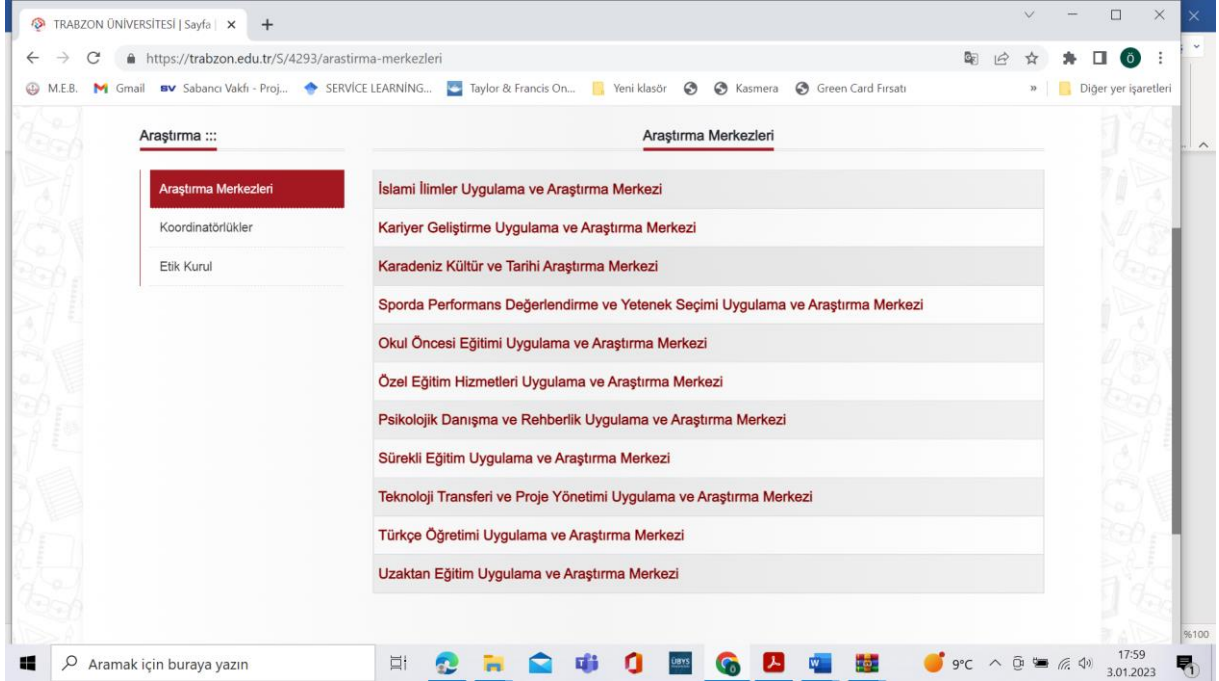 TRABZON ÜNİVERSİTESİ | Sayfa |
https://trabzon.edu.tr/S/4293/arastirma-merkezleri
ö
M.E.B. Gmail sv Sabancı Vakfı - Proj... SERVİCE LEARNİNG... Taylor & Francis On... Yeni klasör Kasmera Green Card Fırsatı » Diğer yer işaretleri
Araştırma :::
Araştırma Merkezleri
Araştırma Merkezleri
Koordinatörlükler
Etik Kurul
İslami İlimler Uygulama ve Araştırma Merkezi
Kariyer Geliştirme Uygulama ve Araştırma Merkezi
Karadeniz Kültür ve Tarihi Araştırma Merkezi
Sporda Performans Değerlendirme ve Yetenek Seçimi Uygulama ve Araştırma Merkezi
Okul Öncesi Eğitimi Uygulama ve Araştırma Merkezi
Özel Eğitim Hizmetleri Uygulama ve Araştırma Merkezi
Psikolojik Danışma ve Rehberlik Uygulama ve Araştırma Merkezi
Sürekli Eğitim Uygulama ve Araştırma Merkezi
Teknoloji Transferi ve Proje Yönetimi Uygulama ve Araştırma Merkezi
Türkçe Öğretimi Uygulama ve Araştırma Merkezi
Uzaktan Eğitim Uygulama ve Araştırma Merkezi
%100
Aramak için buraya yazın
ÜBYS
9°C
17:59
3.01.2023
1